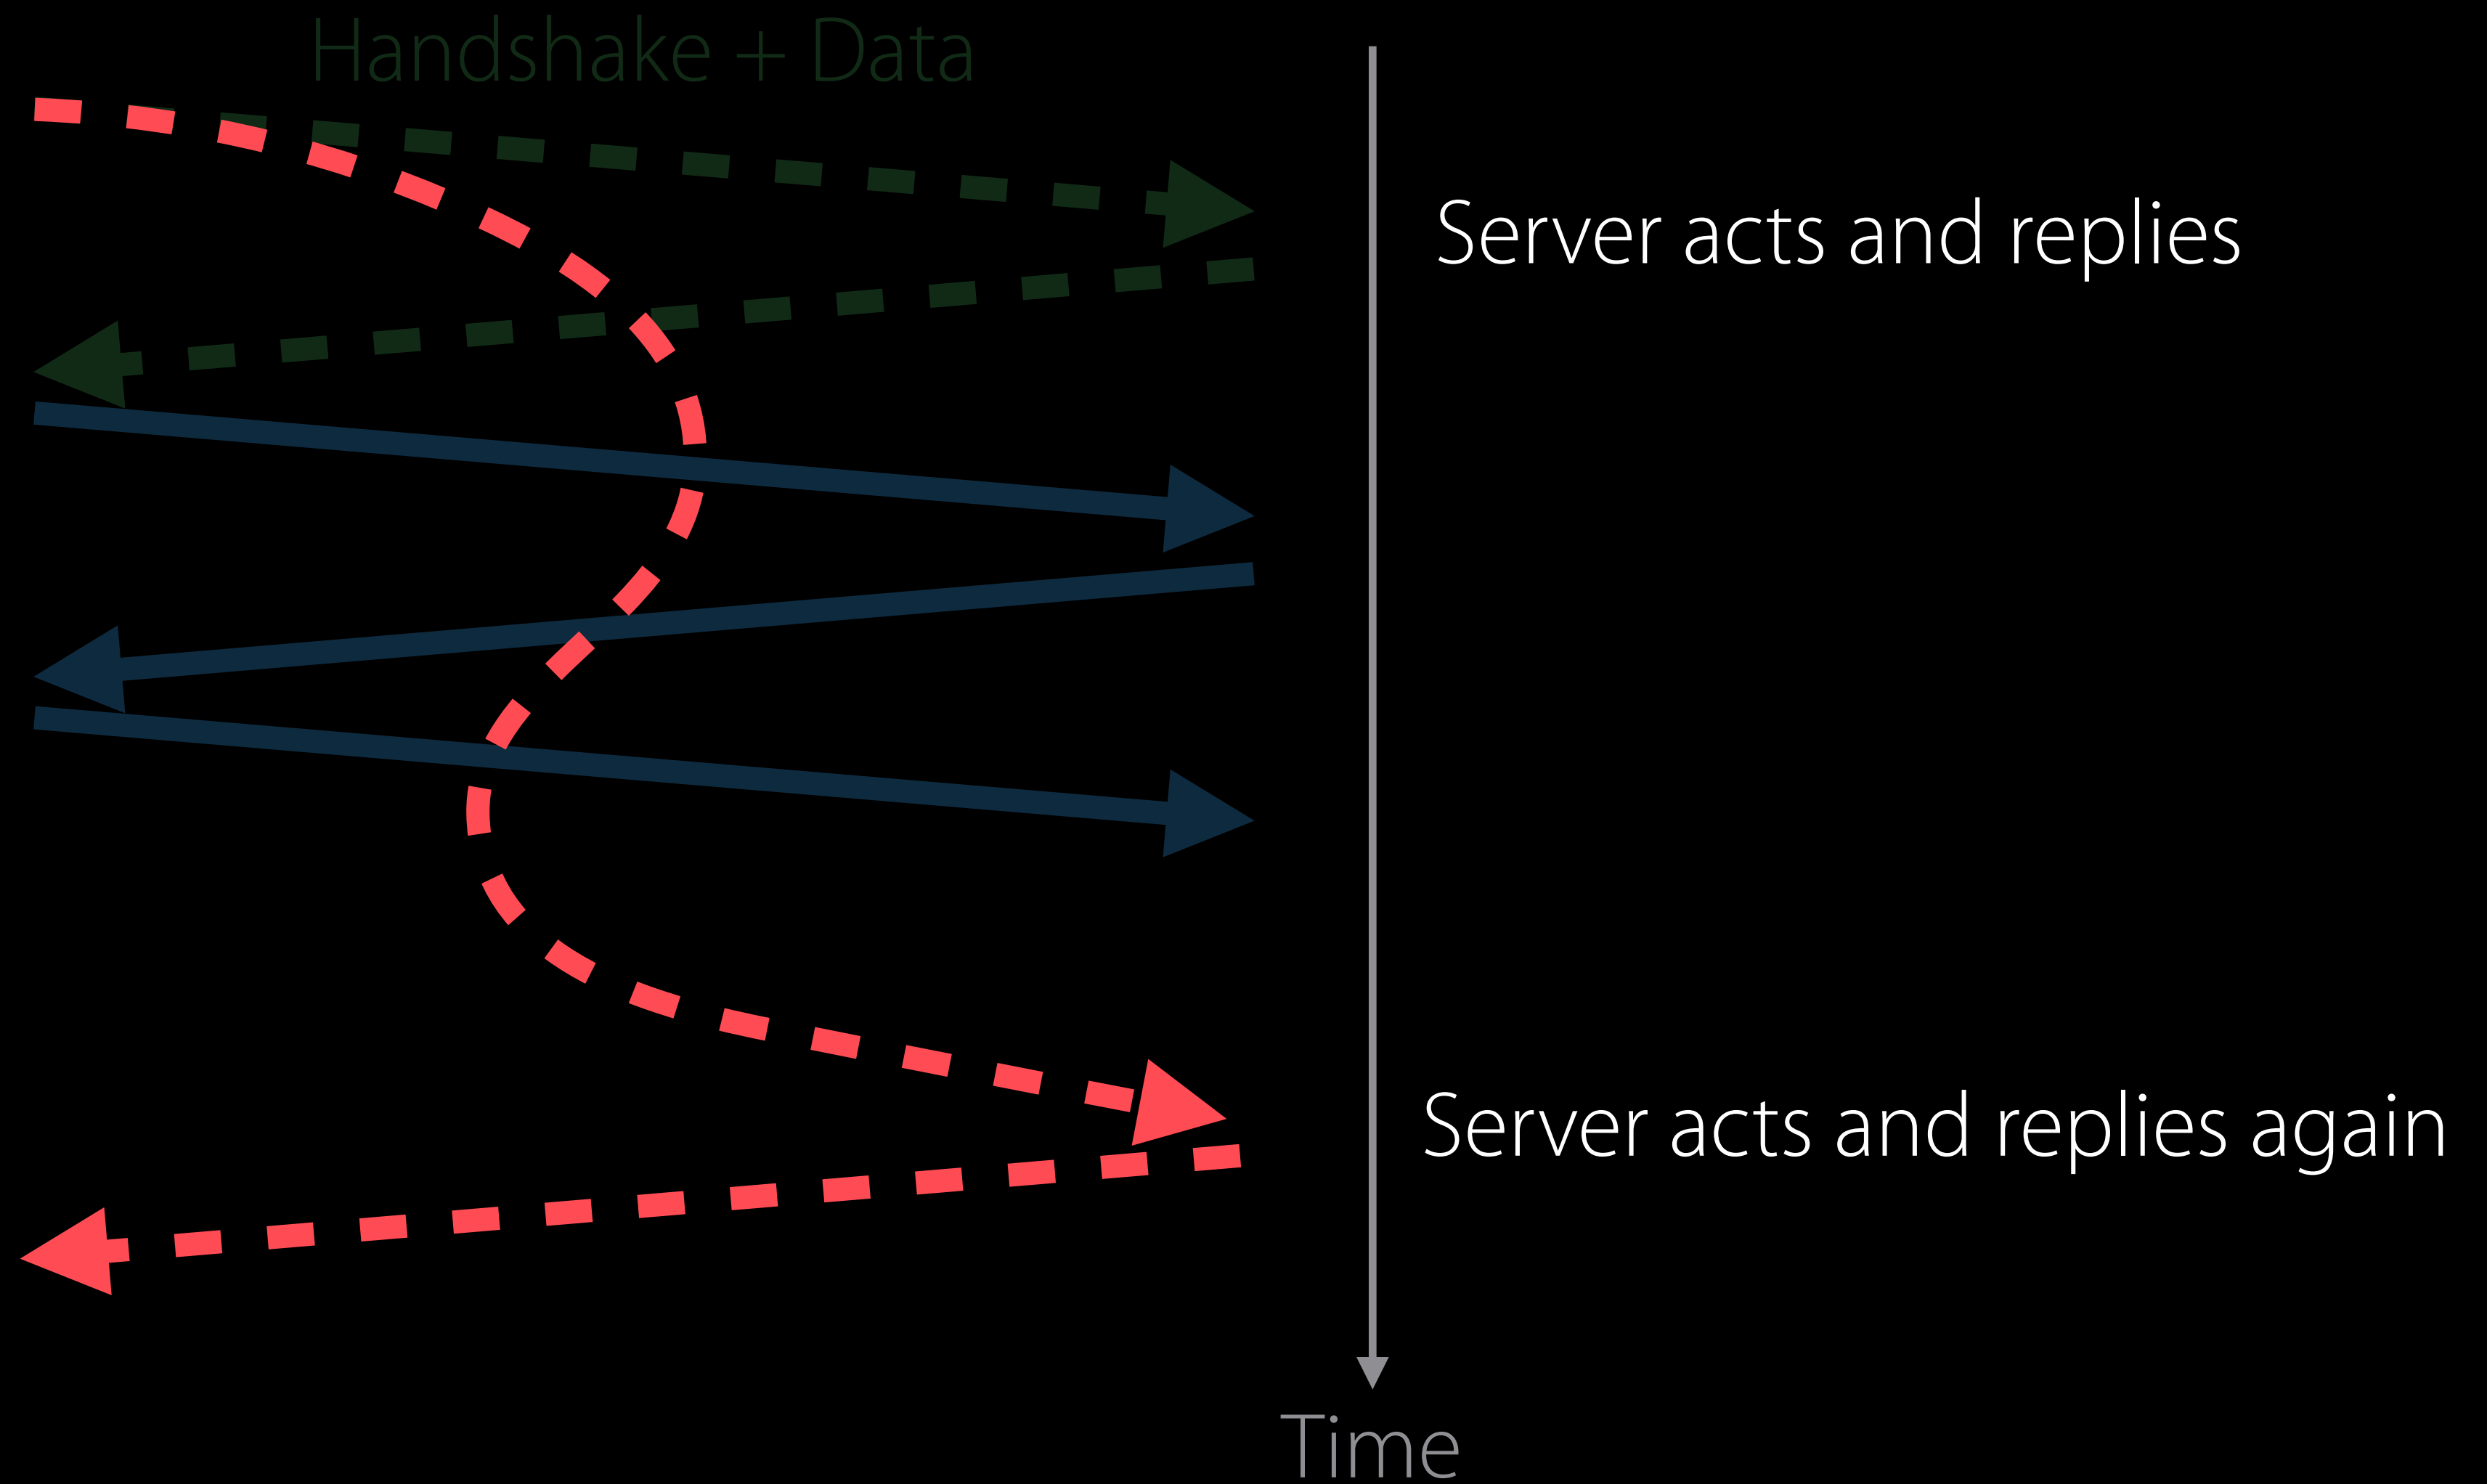 Handshake + Data
Server acts and replies
Server acts and replies again
Time